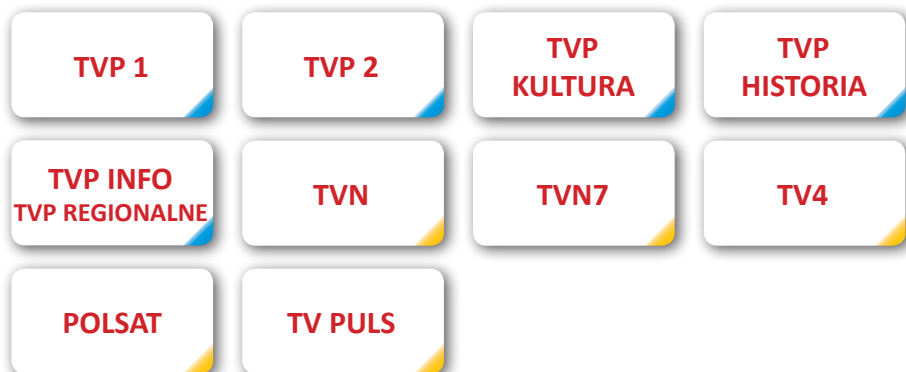 TVP 1
TVP 2
TVP
KULTURA
TVP
HISTORIA
TVP INFO
TVP REGIONALNE
TVN
TVN7
TV4
POLSAT
TV PULS